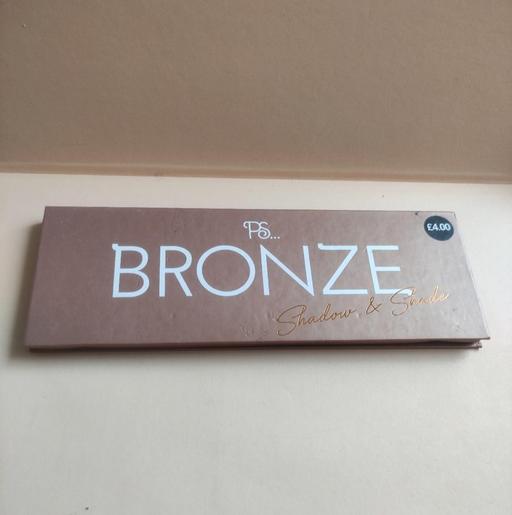 PS...
£4.00
BRONZE
Shadow & Shade